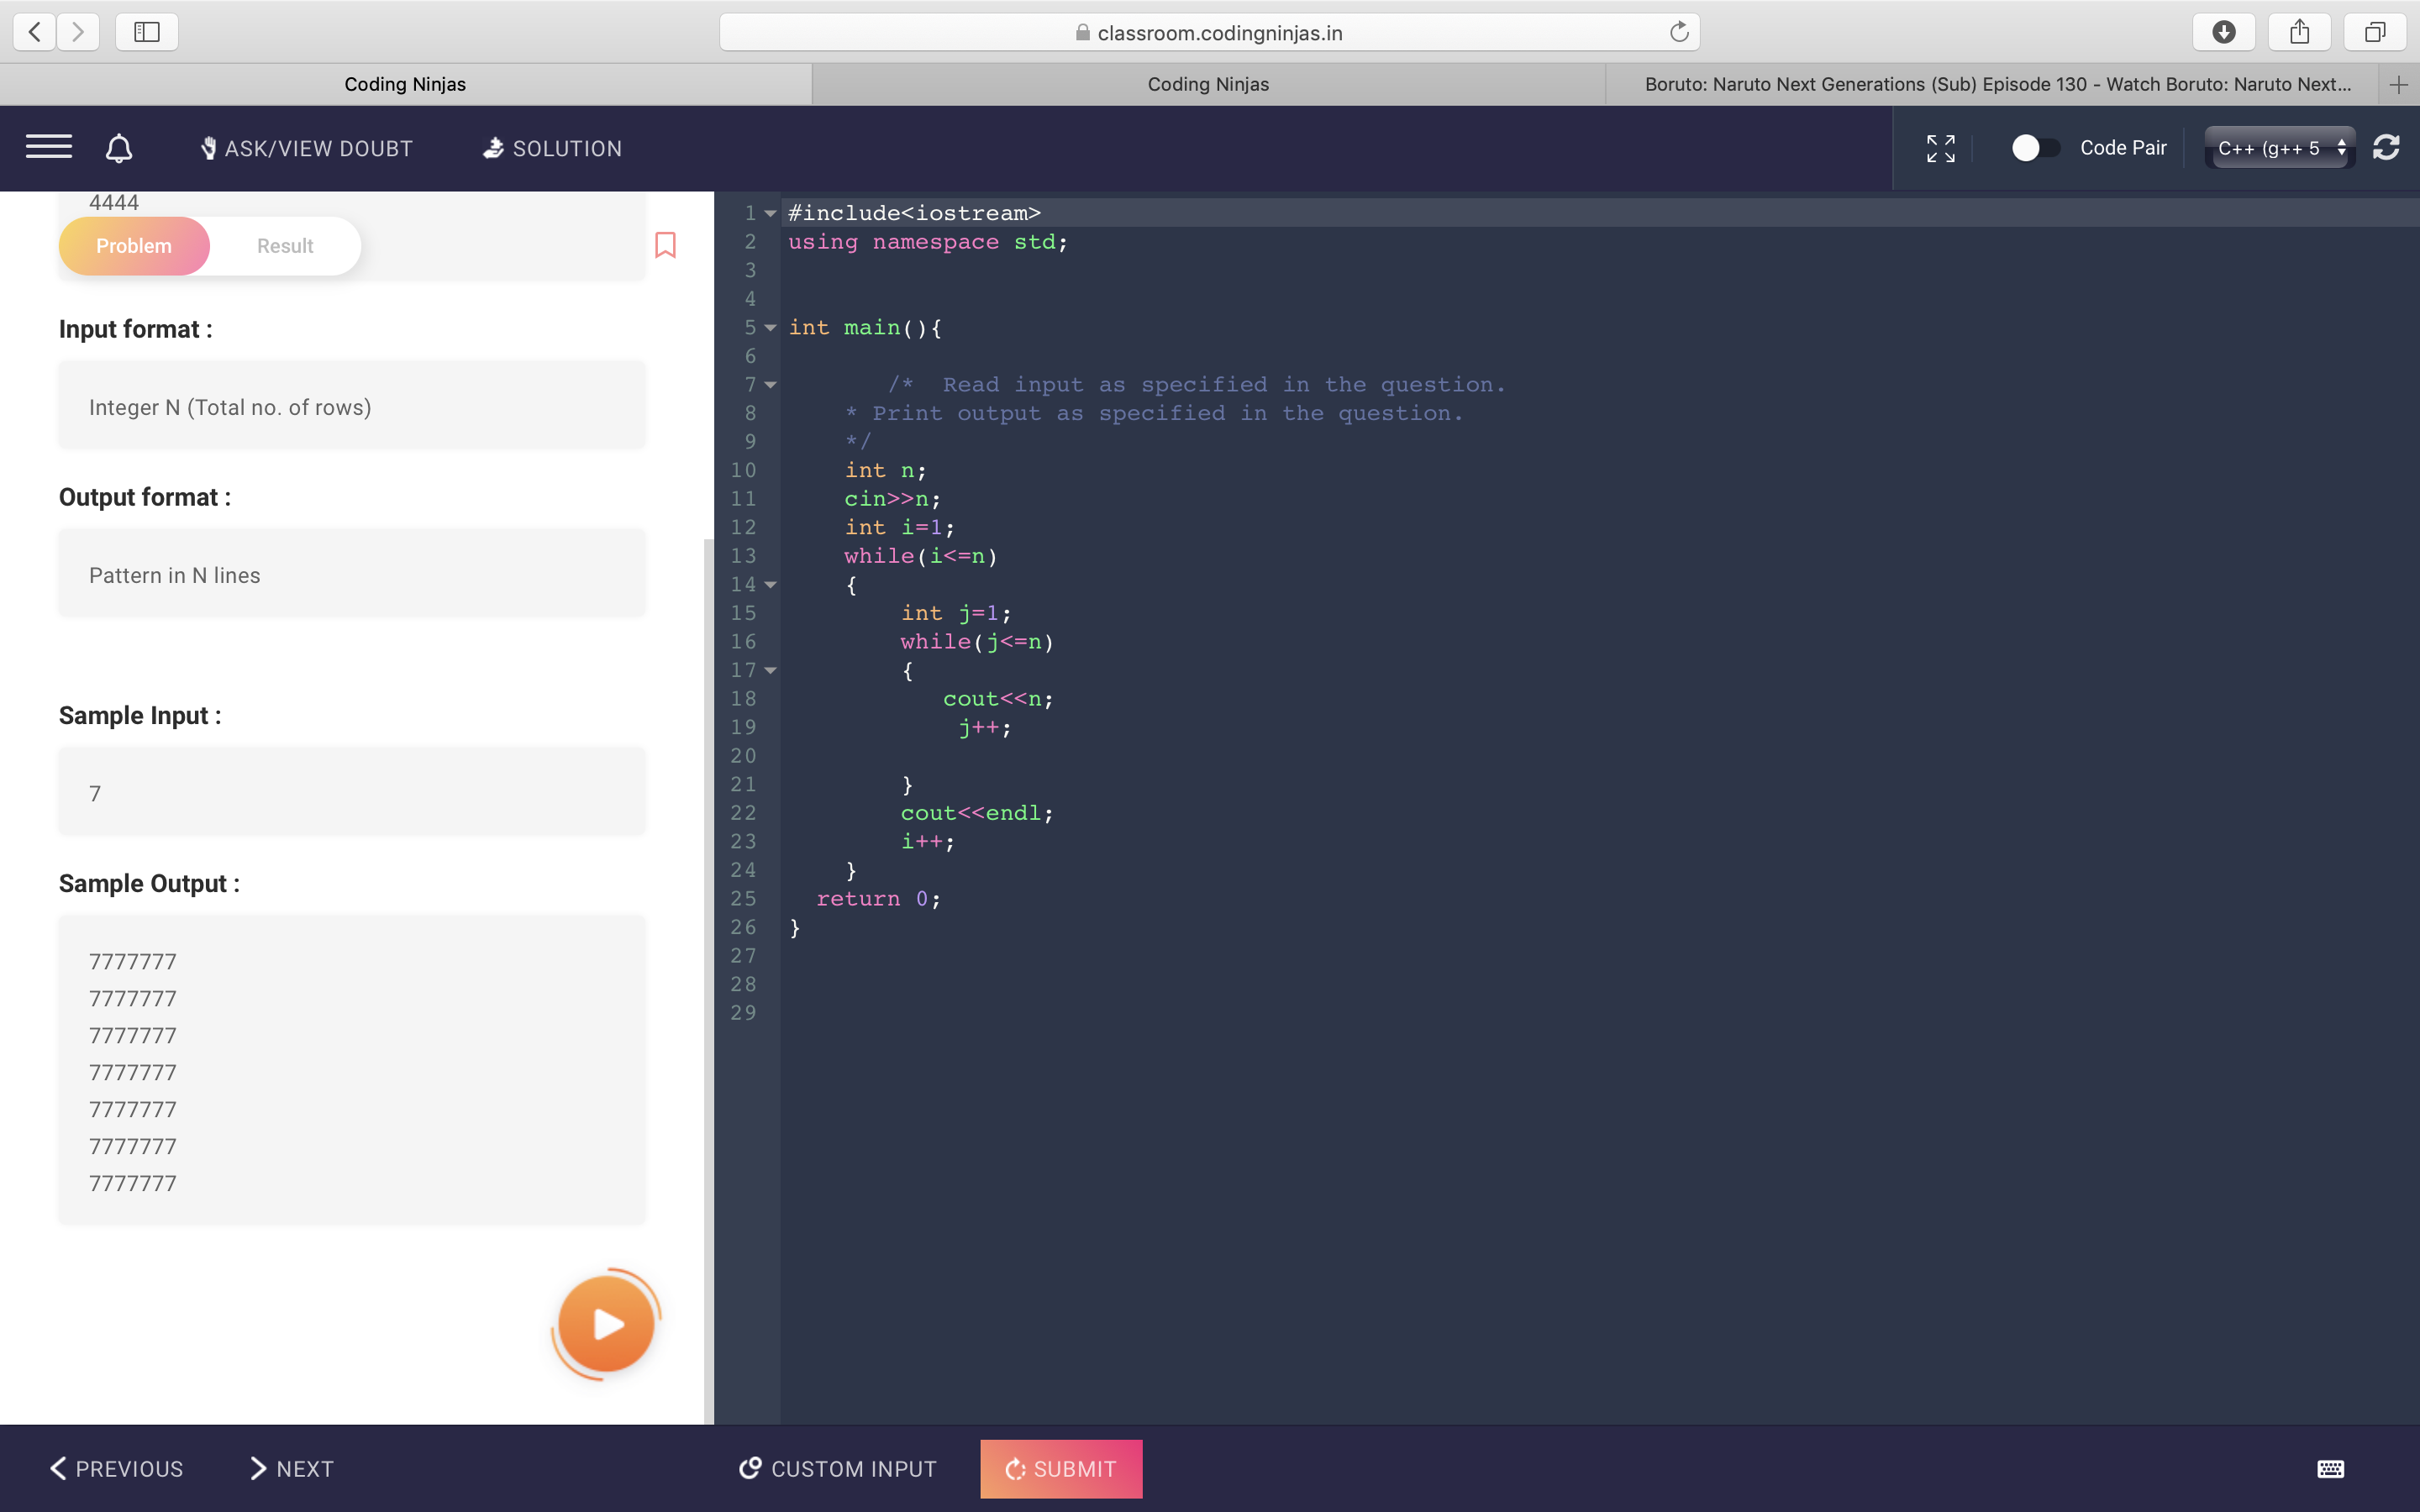 classroom.codingninjas.in
Coding Ninjas
Coding Ninjas
Boruto: Naruto Next Generations (Sub) Episode 130 - Watch Boruto: Naruto Next...
ASK/VIEW DOUBT
SOLUTION
Code Pair
C++ (g++ 5
4444
Problem
Result
Input format :
Integer N (Total no. of rows)
Output format :
Pattern in N lines
Sample Input :
7
Sample Output :
7777777
7777777
7777777
7777777
7777777
7777777
7777777
1 #include<iostream>
2 using namespace std;
3
4
5 int main(){
6
7 /*  Read input as specified in the question.
8 * Print output as specified in the question.
9 */
10 int n;
11 cin>>n;
12 int i=1;
13 while(i<=n)
14 {
15 int j=1;
16 while(j<=n)
17 {
18 cout<<n;
19 j++;
20
21 }
22 cout<<endl;
23 i++;
24 }
25 return 0;
26 }
27
28
29
PREVIOUS
NEXT
CUSTOM INPUT
SUBMIT